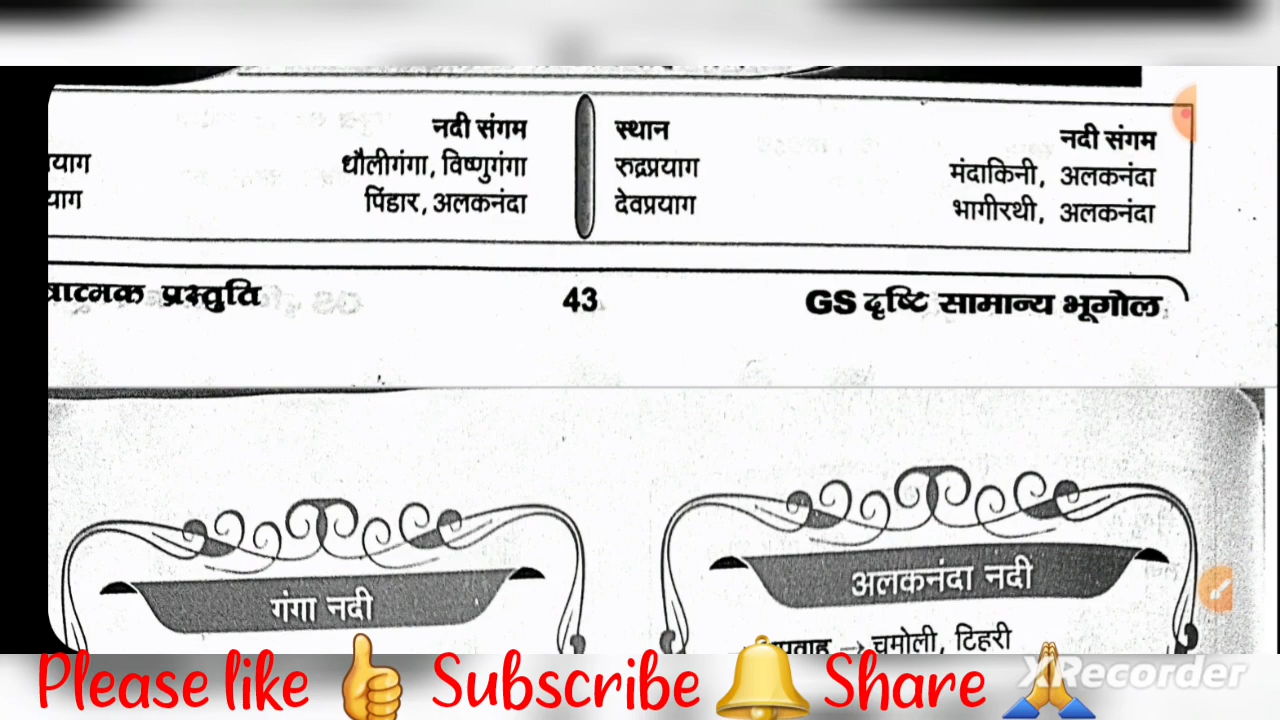 नदी संगम
धौलीगंगा, विष्णुगंगा
पिंडार, अलकनंदा
स्थान
रुद्रप्रयाग
देवप्रयाग
नदी संगम
मंदाकिनी, अलकनंदा
भागीरथी, अलकनंदा
प्रस्तुति 43 GS दृष्टि सामान्य भूगोल
गंगा नदी
अलकनंदा नदी
→ चमोली, टिहरी
Please like Subscribe Share
XRecorder